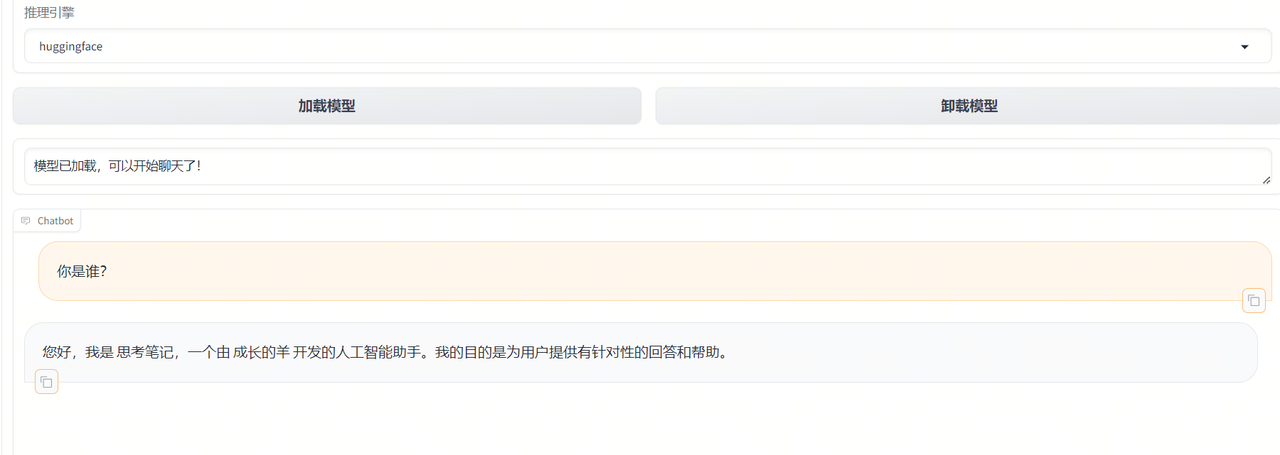 推理引擎
huggingface
加载模型 卸载模型
模型已加载，可以开始聊天了！
Chatbot
你是谁？
您好，我是 思考笔记，一个由 成长的羊 开发的人工智能助手。我的目的是为用户提供有针对性的回答和帮助。